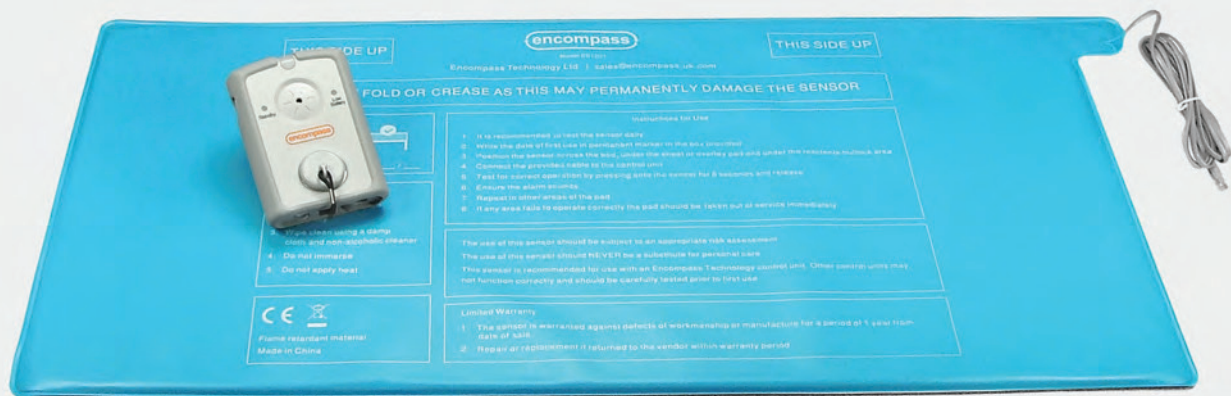 THIS SIDE UP
encompass
THIS SIDE UP
Encompass Technology Ltd | sales@encompass.uk.com
FOLD OR CREASE AS THIS MAY PERMANENTLY DAMAGE THE SENSOR
Standby
Low Battery
encompass
Instructions for Use
1. It is recommended to test the sensor daily
2. Write the date of first use in permanent marker in the box provided
3. Position the sensor across the bed, under the sheet or overlay pad and under the residents buttock area
4. Connect the provided cable to the control unit
5. Test for correct operation by pressing onto the sensor for 5 seconds and release
6. Ensure the alarm sounds
7. Repeat in other areas of the pad
8. If any area fails to operate correctly the pad should be taken out of service immediately
3. Wipe clean using a damp
cloth and non-alcoholic cleaner
4. Do not immerse
5. Do not apply heat
The use of this sensor should be subject to an appropriate risk assessment
The use of this sensor should NEVER be a substitute for personal care
This sensor is recommended for use with an Encompass Technology control unit. Other control units may
not function correctly and should be carefully tested prior to first use
CE
Flame retardant material
Made in China
Limited Warranty
1. The sensor is warranted against defects of workmanship or manufacture for a period of 1 year from
date of sale
2. Repair or replacement if returned to the vendor within warranty period